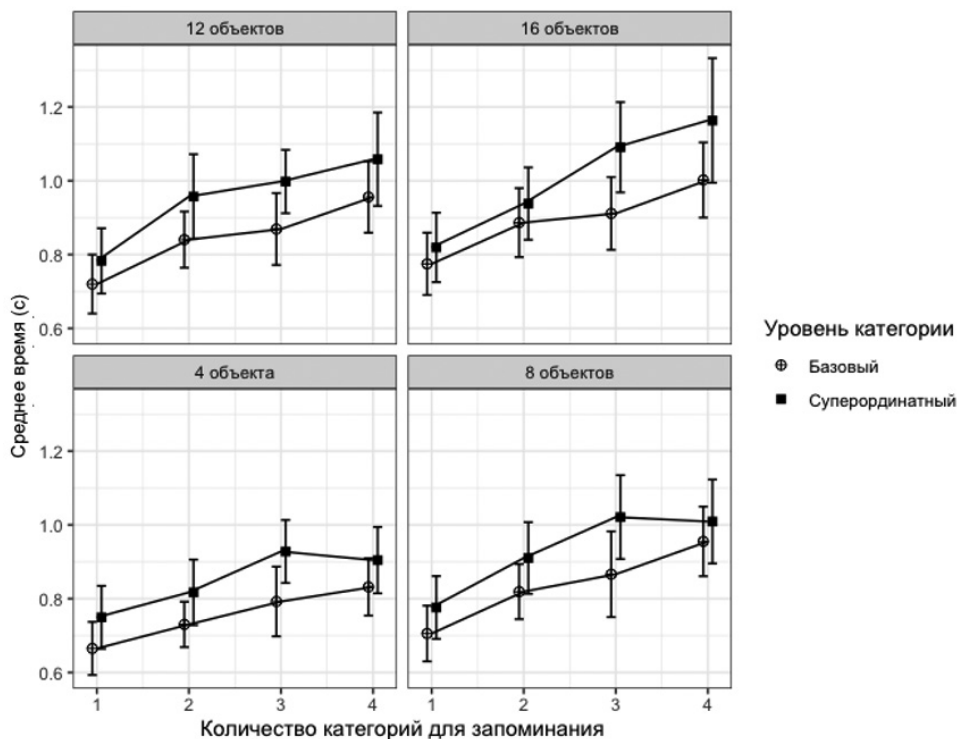 12 объектов
16 объектов
1.2
1.0
0.8
0.6
4 объекта
8 объектов
1.2
1.0
0.8
0.6
1 2 3 4
1 2 3 4
Среднее время (с)
Количество категорий для запоминания
Уровень категории
Базовый
Суперординатный